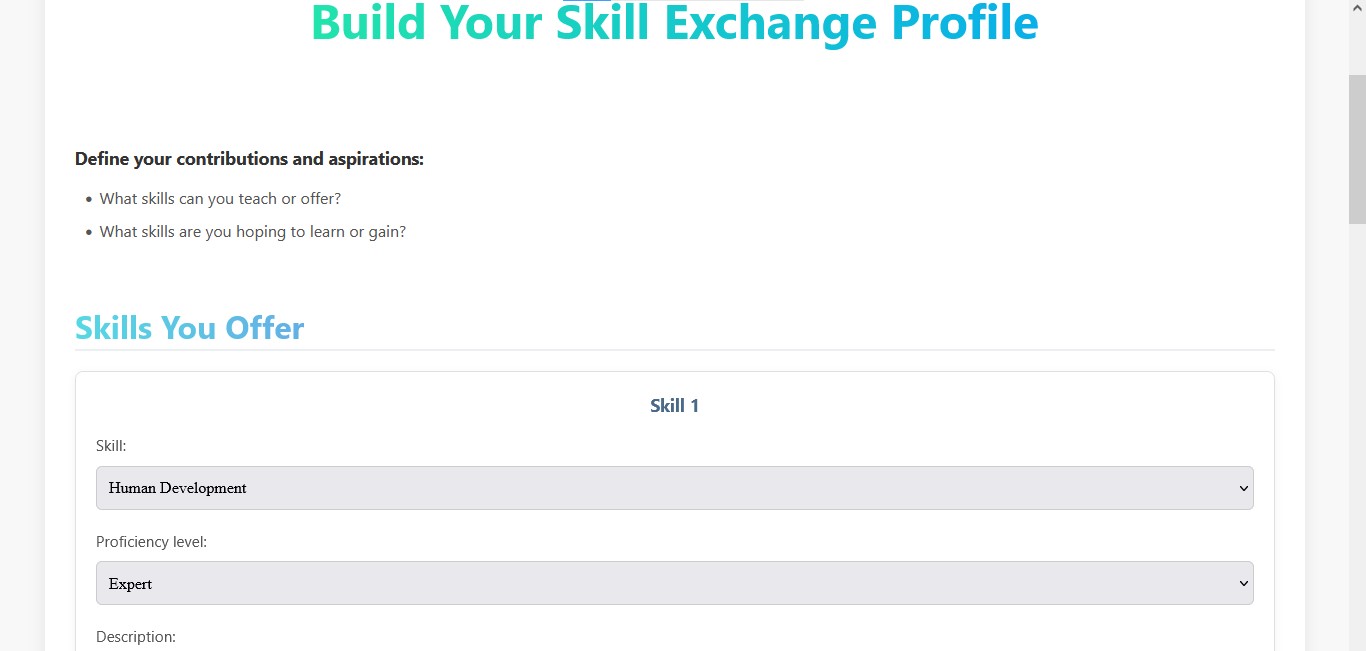 Build Your Skill Exchange Profile
Define your contributions and aspirations:
• What skills can you teach or offer?
• What skills are you hoping to learn or gain?
Skills You Offer
Skill 1
Skill:
Human Development
Proficiency level:
Expert
Description: